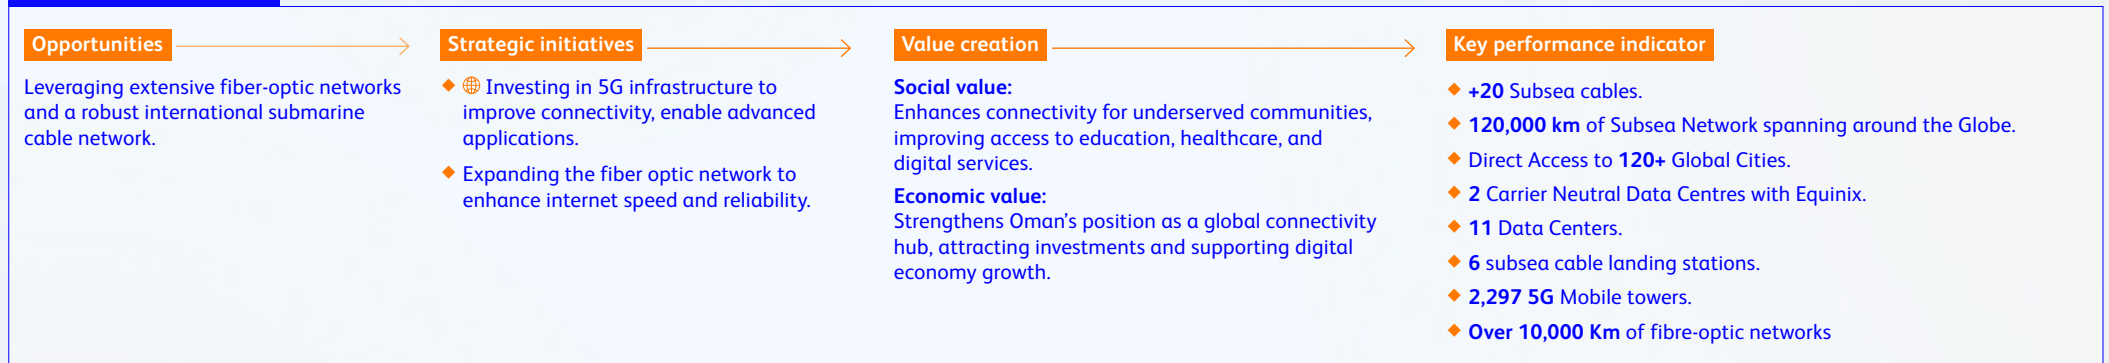 Opportunities
Leveraging extensive fiber-optic networks
and a robust international submarine
cable network.
Strategic initiatives
Investing in 5G infrastructure to
improve connectivity, enable advanced
applications.
Expanding the fiber optic network to
enhance internet speed and reliability.
Value creation
Social value:
Enhances connectivity for underserved communities,
improving access to education, healthcare, and
digital services.
Economic value:
Strengthens Oman's position as a global connectivity
hub, attracting investments and supporting digital
economy growth.
Key performance indicator
+20 Subsea cables.
120,000 km of Subsea Network spanning around the Globe.
Direct Access to 120+ Global Cities.
2 Carrier Neutral Data Centres with Equinix.
11 Data Centers.
6 subsea cable landing stations.
2,297 5G Mobile towers.
Over 10,000 Km of fibre-optic networks